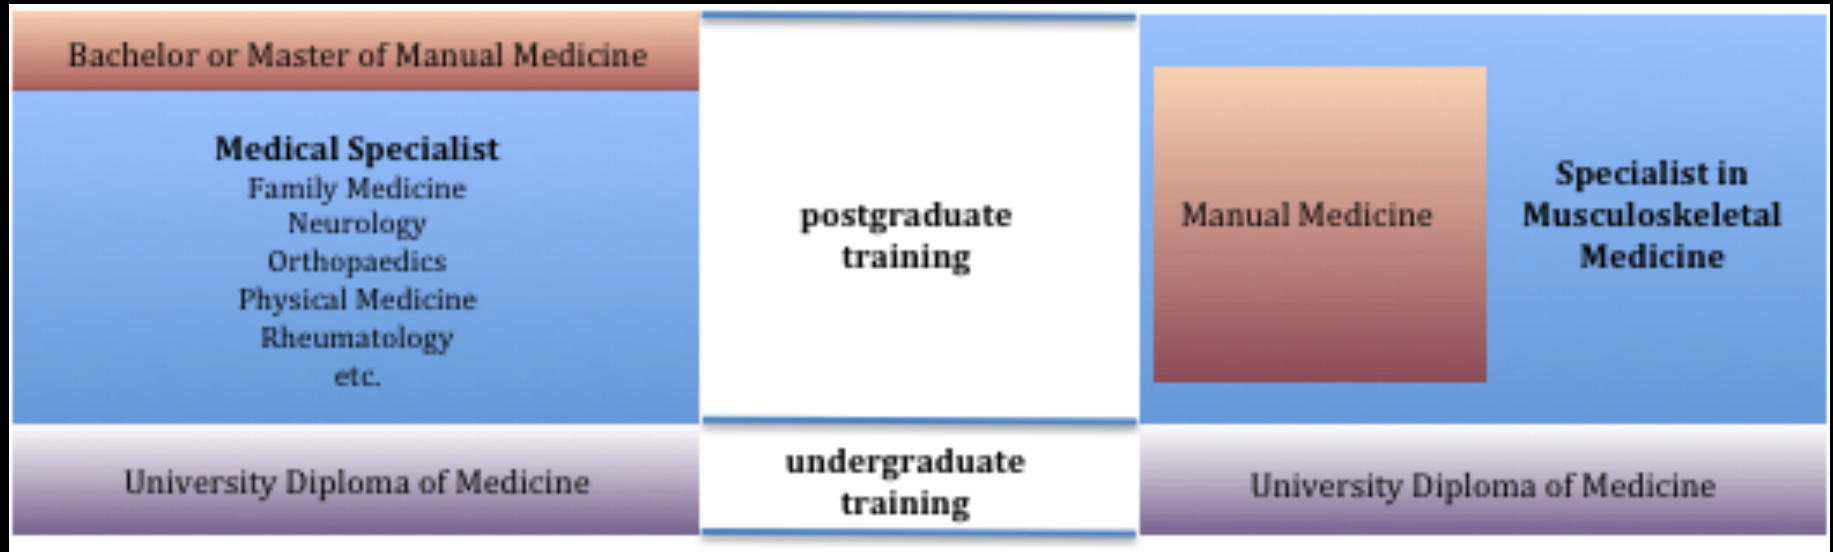 Bachelor or Master of Manual Medicine
Medical Specialist
Family Medicine
Neurology
Orthopaedics
Physical Medicine
Rheumatology
etc.
University Diploma of Medicine
postgraduate
training
undergraduate
training
Manual Medicine
Specialist in
Musculoskeletal
Medicine
University Diploma of Medicine